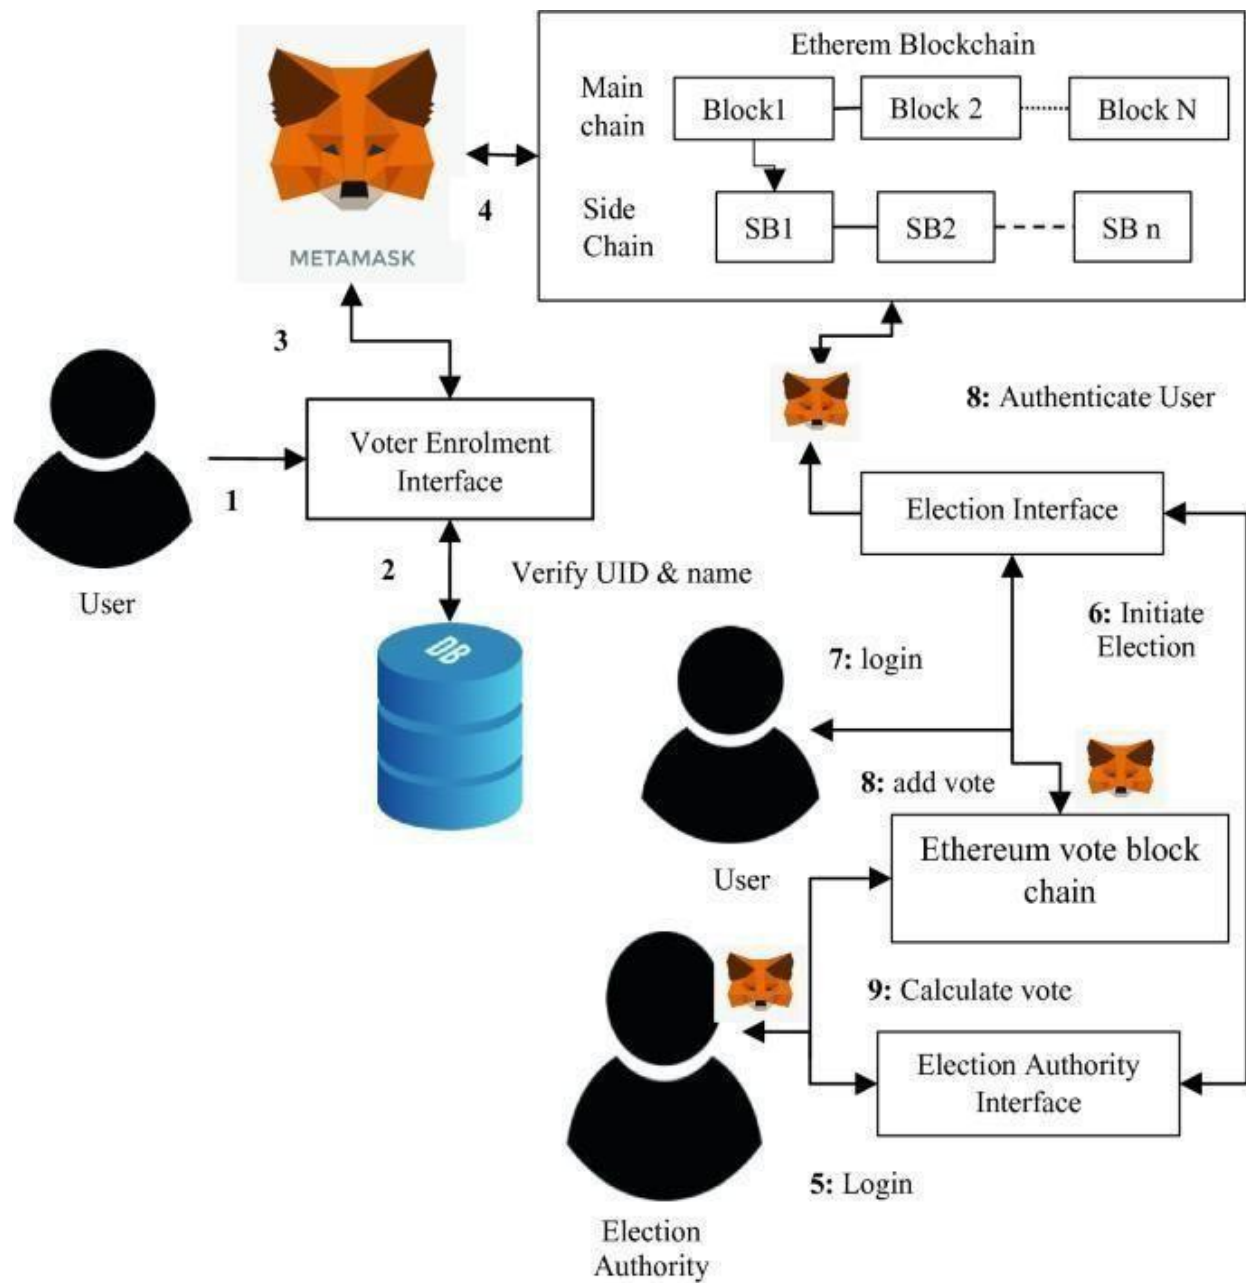 Etherem Blockchain
Main
chain
Block1
Block 2
Block N
Side
Chain
SB1
SB2
SB n
METAMASK
4
3
8: Authenticate User
Voter Enrolment
Interface
1
Election Interface
2
Verify UID & name
User
6: Initiate
Election
DB
7: login
8: add vote
Ethereum vote block
chain
User
9: Calculate vote
Election Authority
Interface
5: Login
Election
Authority